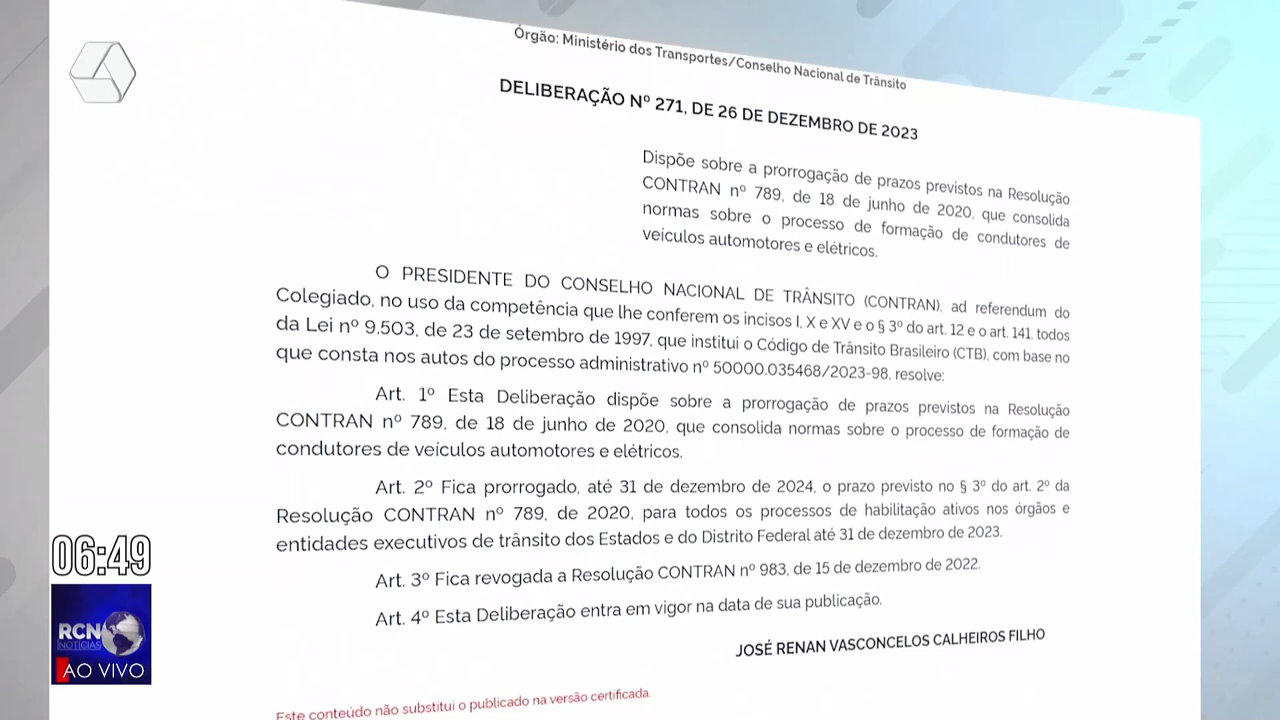 Órgão: Ministério dos Transportes/Conselho Nacional de Trânsito
DELIBERAÇÃO Nº 271, DE 26 DE DEZEMBRO DE 2023
Dispõe sobre a prorrogação de prazos previstos na Resolução
CONTRAN nº 789, de 18 de junho de 2020, que consolida
normas sobre o processo de formação de condutores de
veículos automotores e elétricos.
O PRESIDENTE DO CONSELHO NACIONAL DE TRÂNSITO (CONTRAN), ad referendum do
Colegiado, no uso da competência que lhe conferem os incisos I, X e XV e o § 3º do art. 12 e o art. 141, todos
da Lei nº 9.503, de 23 de setembro de 1997, que institui o Código de Trânsito Brasileiro (CTB), com base no
que consta nos autos do processo administrativo nº 50000.035468/2023-98, resolve:
Art. 1º Esta Deliberação dispõe sobre a prorrogação de prazos previstos na Resolução
CONTRAN nº 789, de 18 de junho de 2020, que consolida normas sobre o processo de formação de
condutores de veículos automotores e elétricos.
Art. 2º Fica prorrogado, até 31 de dezembro de 2024, o prazo previsto no § 3º do art. 2º da
Resolução CONTRAN nº 789, de 2020, para todos os processos de habilitação ativos nos órgãos e
entidades executivos de trânsito dos Estados e do Distrito Federal até 31 de dezembro de 2023.
Art. 3º Fica revogada a Resolução CONTRAN nº 983, de 15 de dezembro de 2022.
Art. 4º Esta Deliberação entra em vigor na data de sua publicação.
JOSÉ RENAN VASCONCELOS CALHEIROS FILHO
Este conteúdo não substitui o publicado na versão certificada.
06:49
RCN
NOTÍCIAS
AO VIVO